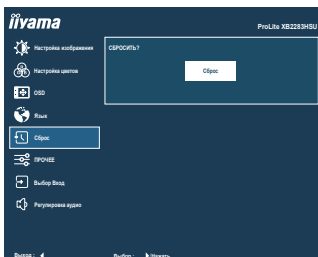 iiyama
ProLite XB2283HSU
Настройка изображения
СБРОСИТЬ?
Сброс
Настройка цветов
OSD
Язык
Сброс
ПРОЧЕЕ
Выбор Вход
Регулировка аудио
Выход :
Выбор :